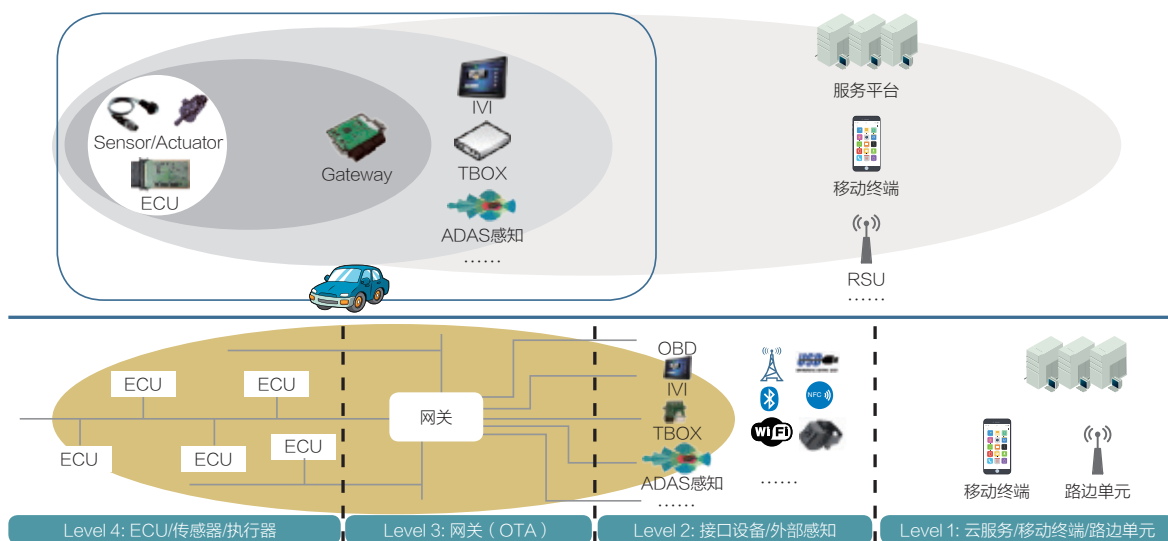 服务平台
IVI
Sensor/Actuator
TBOX
Gateway
移动终端
ECU
ADAS感知
……
RSU
……
OBD
ECU
ECU
IVI
USB
网关
NFC
TBOX
WiFi
ECU
ECU
ECU
ADAS感知
……
……
移动终端
路边单元
Level 4: ECU/传感器/执行器
Level 3: 网关（OTA）
Level 2: 接口设备/外部感知
Level 1: 云服务/移动终端/路边单元